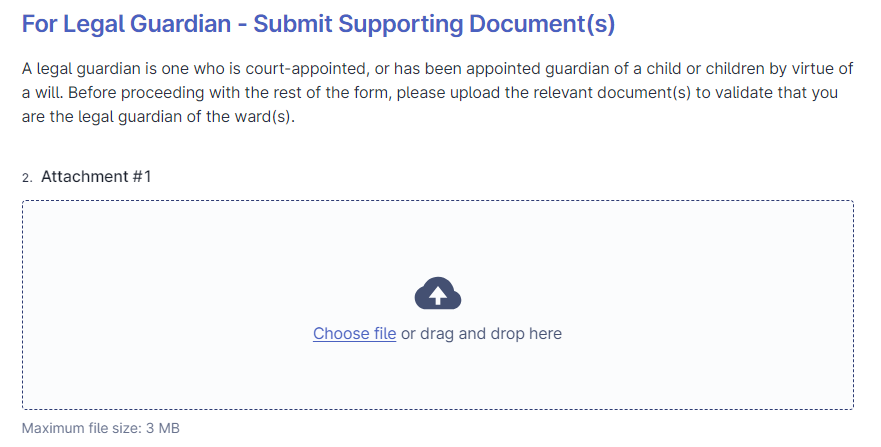 For Legal Guardian - Submit Supporting Document(s)
A legal guardian is one who is court-appointed, or has been appointed guardian of a child or children by virtue of
a will. Before proceeding with the rest of the form, please upload the relevant document(s) to validate that you
are the legal guardian of the ward(s).
2. Attachment #1
Choose file or drag and drop here
Maximum file size: 3 MB